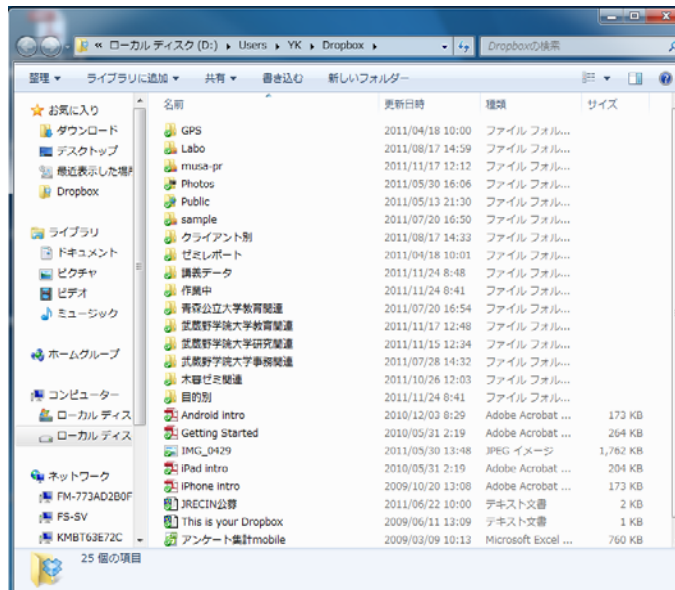 « ローカル ディスク (D:) ▸ Users ▸ YK ▸ Dropbox ▸ Dropboxの検索
整理 ▼ ライブラリに追加 ▼ 共有 ▼ 書き込む 新しいフォルダー
お気に入り
ダウンロード
デスクトップ
最近表示した場所
Dropbox
ライブラリ
ドキュメント
ピクチャ
ビデオ
ミュージック
ホームグループ
コンピューター
ローカル ディス
ローカル ディス
ネットワーク
FM-773AD2B0F
FS-SV
KMBT63E72C
名前 更新日時 種類 サイズ
GPS 2011/04/18 10:00 ファイル フォル...
Labo 2011/08/17 14:59 ファイル フォル...
musa-pr 2011/11/17 12:12 ファイル フォル...
Photos 2011/05/30 16:06 ファイル フォル...
Public 2011/05/13 21:30 ファイル フォル...
sample 2011/07/20 16:50 ファイル フォル...
クライアント別 2011/08/17 14:33 ファイル フォル...
ゼミレポート 2011/04/18 10:01 ファイル フォル...
講義データ 2011/11/24 8:48 ファイル フォル...
作業中 2011/11/24 8:41 ファイル フォル...
青森公立大学教育関連 2011/07/20 16:54 ファイル フォル...
武蔵野学院大学教育関連 2011/11/17 12:48 ファイル フォル...
武蔵野学院大学研究関連 2011/11/15 12:34 ファイル フォル...
武蔵野学院大学事務関連 2011/07/28 14:32 ファイル フォル...
木暮ゼミ関連 2011/10/26 12:03 ファイル フォル...
目的別 2011/11/24 8:41 ファイル フォル...
Android intro 2010/12/03 8:29 Adobe Acrobat ... 173 KB
Getting Started 2010/05/31 2:19 Adobe Acrobat ... 264 KB
IMG_0429 2011/05/30 13:48 JPEG イメージ 1,762 KB
iPad intro 2010/05/31 2:19 Adobe Acrobat ... 204 KB
iPhone intro 2009/10/20 13:08 Adobe Acrobat ... 173 KB
JRECIN公募 2011/06/22 10:00 テキスト文書 2 KB
This is your Dropbox 2009/06/11 13:09 テキスト文書 1 KB
アンケート集計mobile 2009/03/09 10:13 Microsoft Excel ... 760 KB
25 個の項目